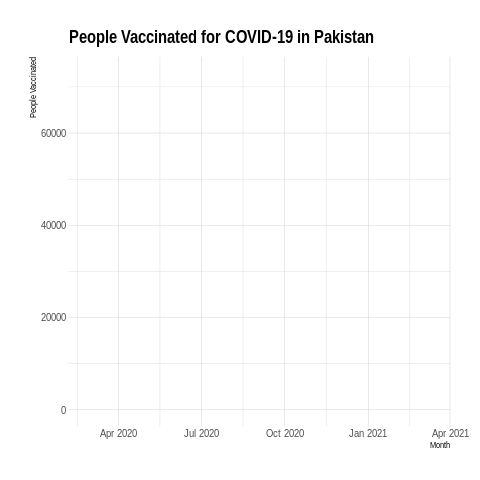 People Vaccinated for COVID-19 in Pakistan
People Vaccinated
60000
40000
20000
0
Apr 2020 Jul 2020 Oct 2020 Jan 2021 Apr 2021
Month